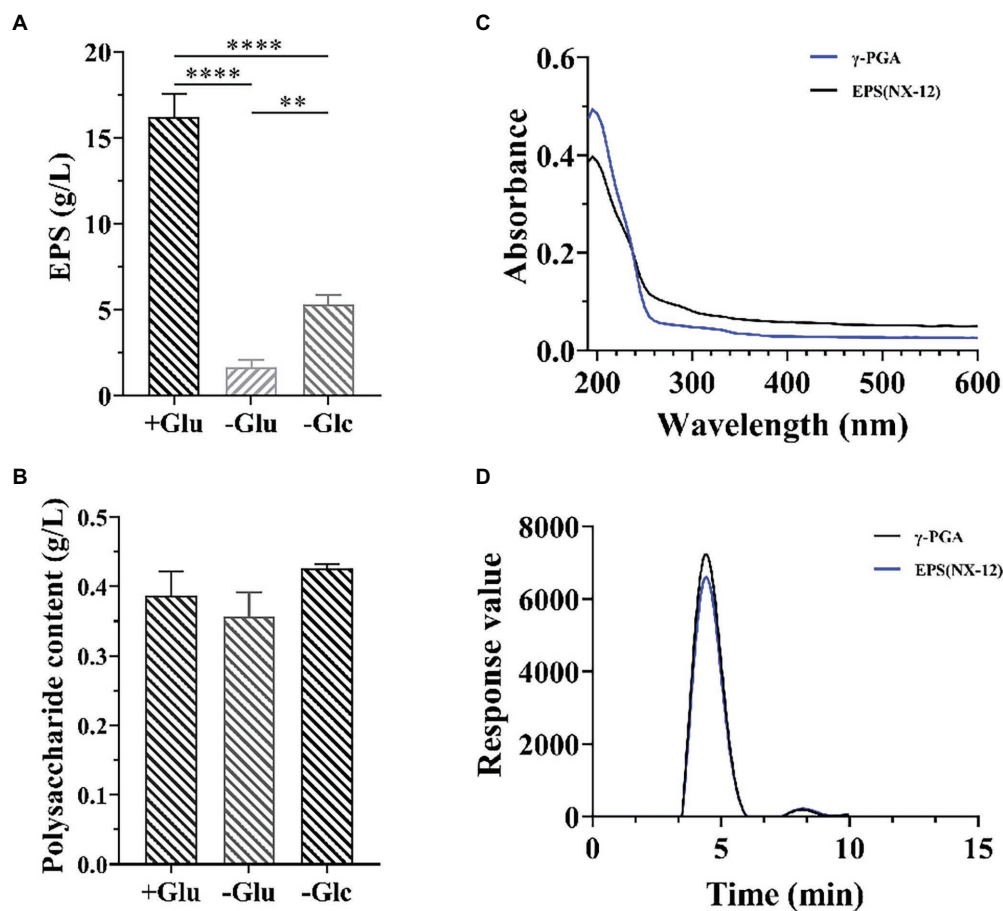 A
EPS (g/L)
20
15
10
5
0
****
****
**
+Glu -Glu -Glc
B
Polysaccharide content (g/L)
0.5
0.4
0.3
0.2
0.1
0.0
+Glu -Glu -Glc
C
Absorbance
0.6
0.4
0.2
0.0
γ-PGA
EPS(NX-12)
200 300 400 500 600
Wavelength (nm)
D
Response value
8000
6000
4000
2000
0
γ-PGA
EPS(NX-12)
0 5 10 15
Time (min)